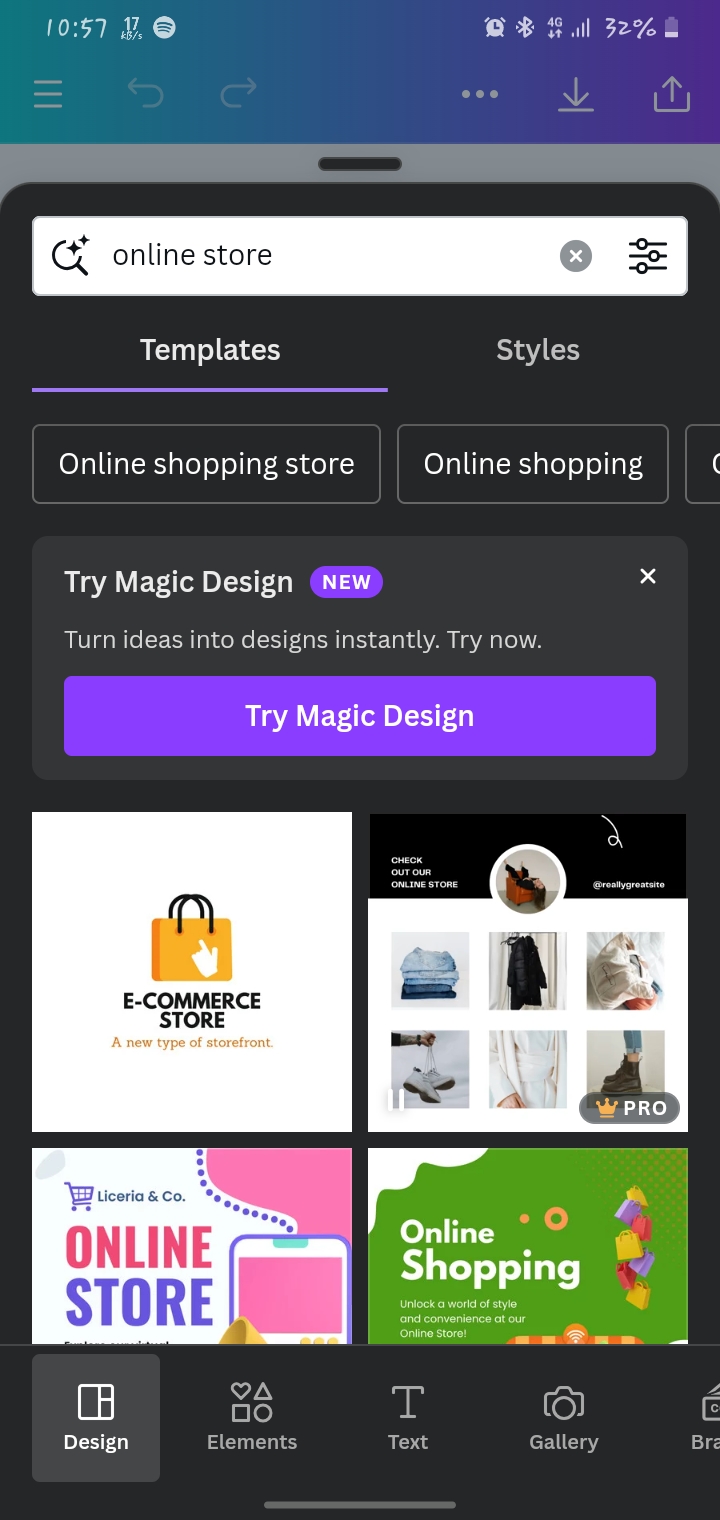 10:57 17 kB/s 4G 32%
online store
Templates Styles
Online shopping store Online shopping
Try Magic Design NEW
Turn ideas into designs instantly. Try now.
Try Magic Design
E-COMMERCE
STORE
A new type of storefront.
CHECK
OUT OUR
ONLINE STORE
@reallygreatsite
PRO
Liceria & Co.
ONLINE
STORE
Online
Shopping
Unlock a world of style
and convenience at our
Online Store!
Design Elements Text Gallery